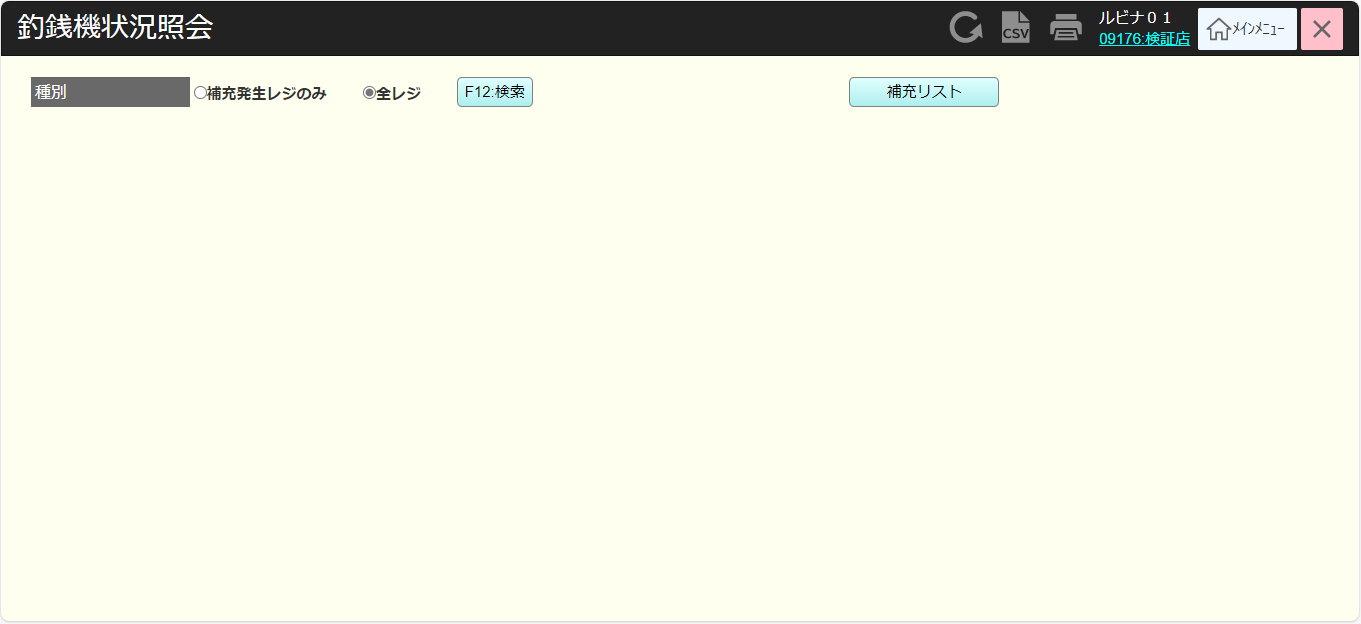 釣銭機状況照会
CSV
ルビナ０１
09176:検証店
ﾒｲﾝﾒﾆｭｰ
種別
補充発生レジのみ
全レジ
F12:検索
補充リスト